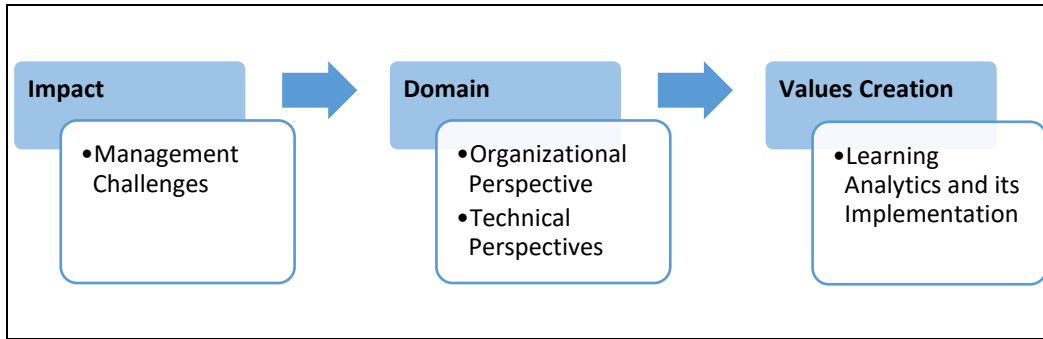 Impact
•Management
Challenges
Domain
•Organizational
Perspective
•Technical
Perspectives
Values Creation
•Learning
Analytics and its
Implementation